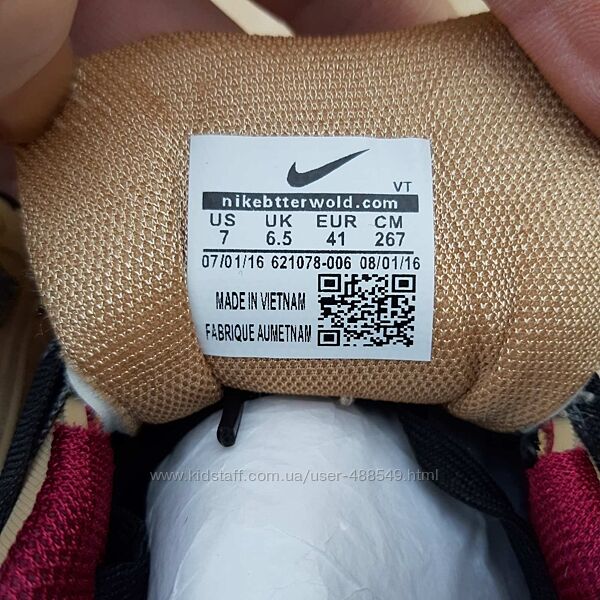 VT
nikebtterwold.com
US UK EUR CM
7 6.5 41 267
07/01/16 621078-006 08/01/16
MADE IN VIETNAM
FABRIQUE AUMETNAM
www.kidstaff.com.ua/user-488549.html